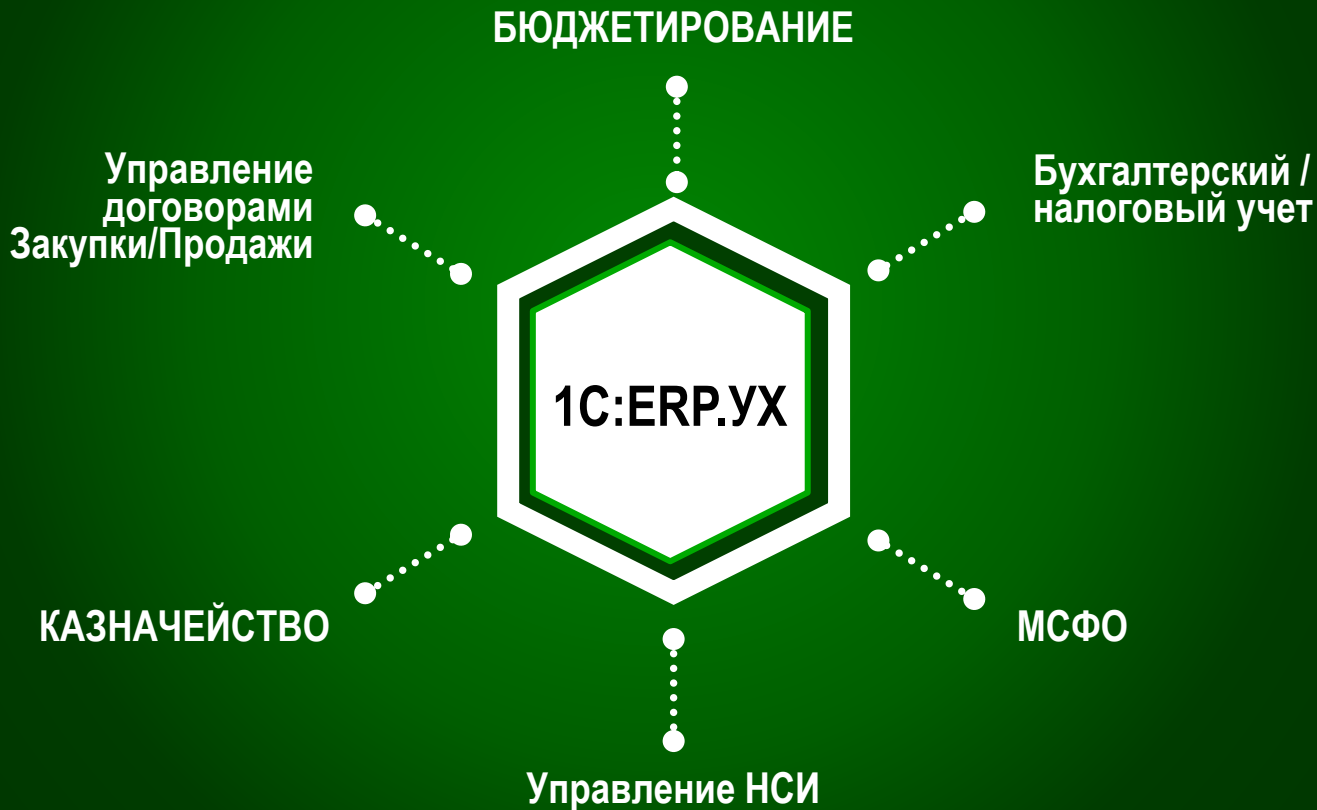 БЮДЖЕТИРОВАНИЕ
Управление
договорами
Закупки/Продажи
Бухгалтерский /
налоговый учет
1С:ERP.УХ
КАЗНАЧЕЙСТВО
МСФО
Управление НСИ